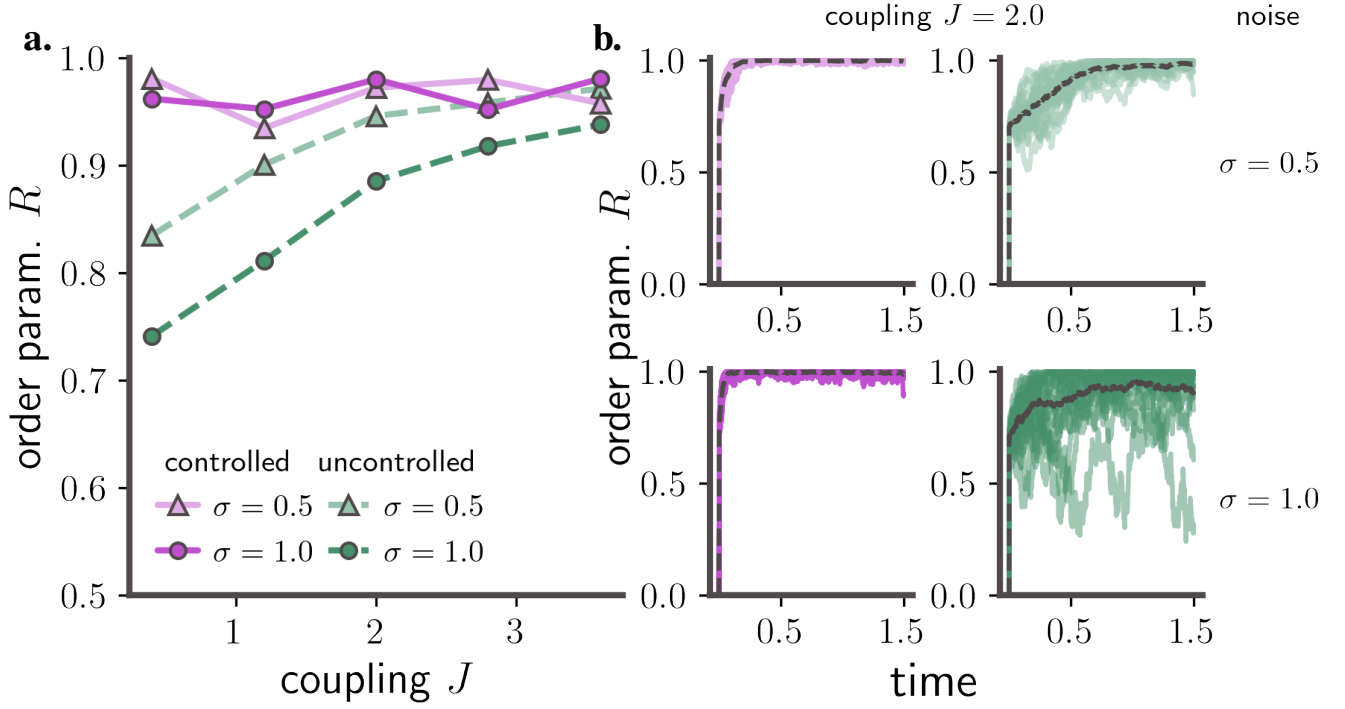 a.
order param. R
1.0
0.9
0.8
0.7
0.6
0.5
controlled uncontrolled
σ = 0.5 σ = 0.5
σ = 1.0 σ = 1.0
1 2 3
coupling J
b.
coupling J = 2.0 noise
order param. R
1.0 1.0
0.5 0.5
0.0 0.0
0.5 1.5 0.5 1.5
σ = 0.5
1.0 1.0
0.5 0.5
0.0 0.0
0.5 1.5 0.5 1.5
σ = 1.0
order param. R
time